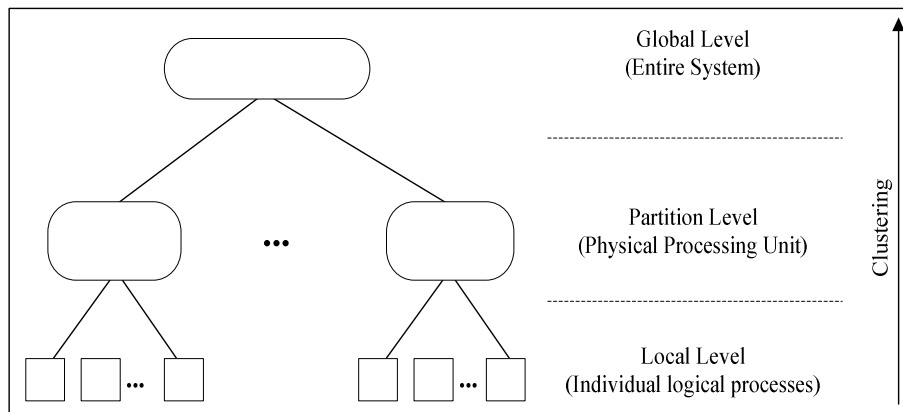 Global Level
(Entire System)
Partition Level
(Physical Processing Unit)
Clustering
Local Level
(Individual logical processes)